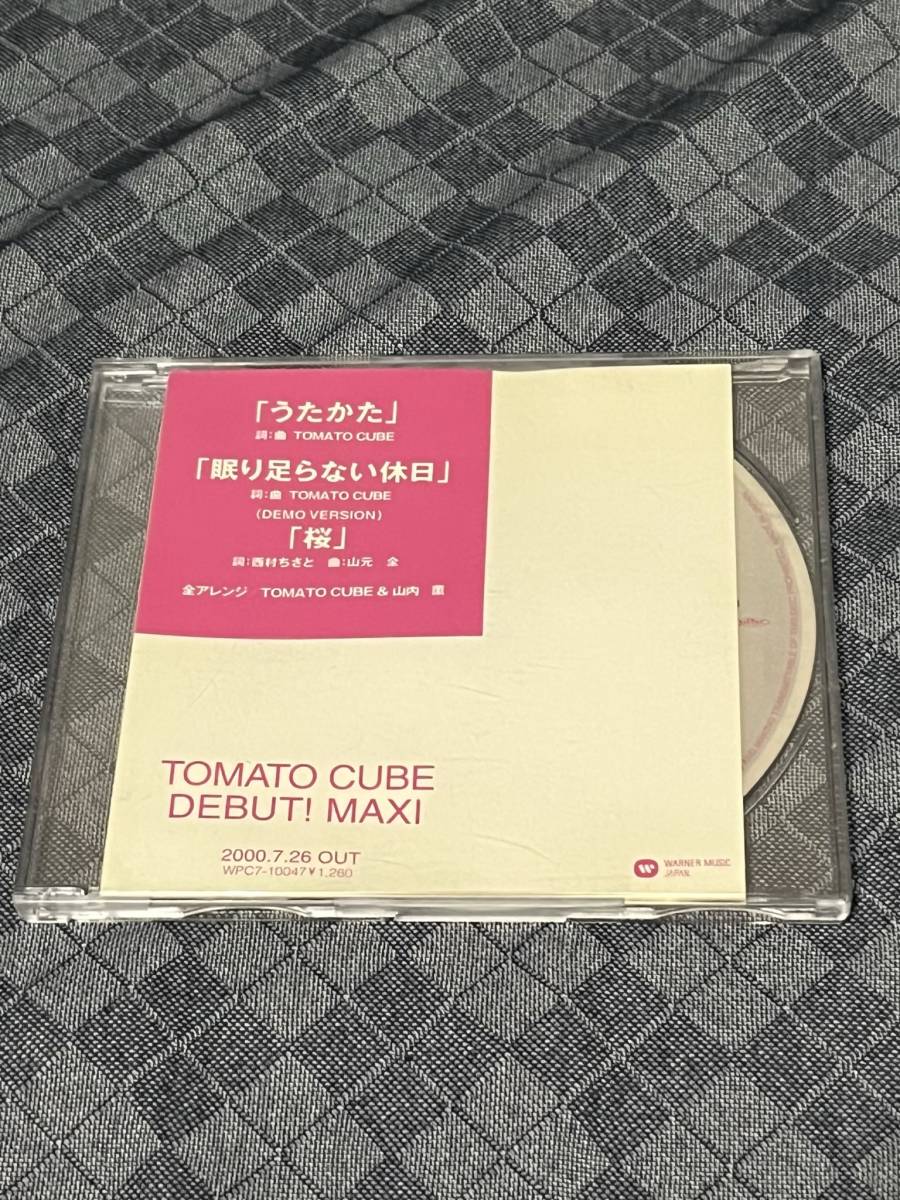 「うたかた」
詞:曲 TOMATO CUBE
「眠り足らない休日」
詞:曲 TOMATO CUBE
(DEMO VERSION)
「桜」
詞:西村ちさと 曲:山元 全
全アレンジ TOMATO CUBE & 山内 薫
TOMATO CUBE
DEBUT! MAXI
2000.7.26 OUT
WPC7-10047 ¥1,260
WARNER MUSIC
JAPAN